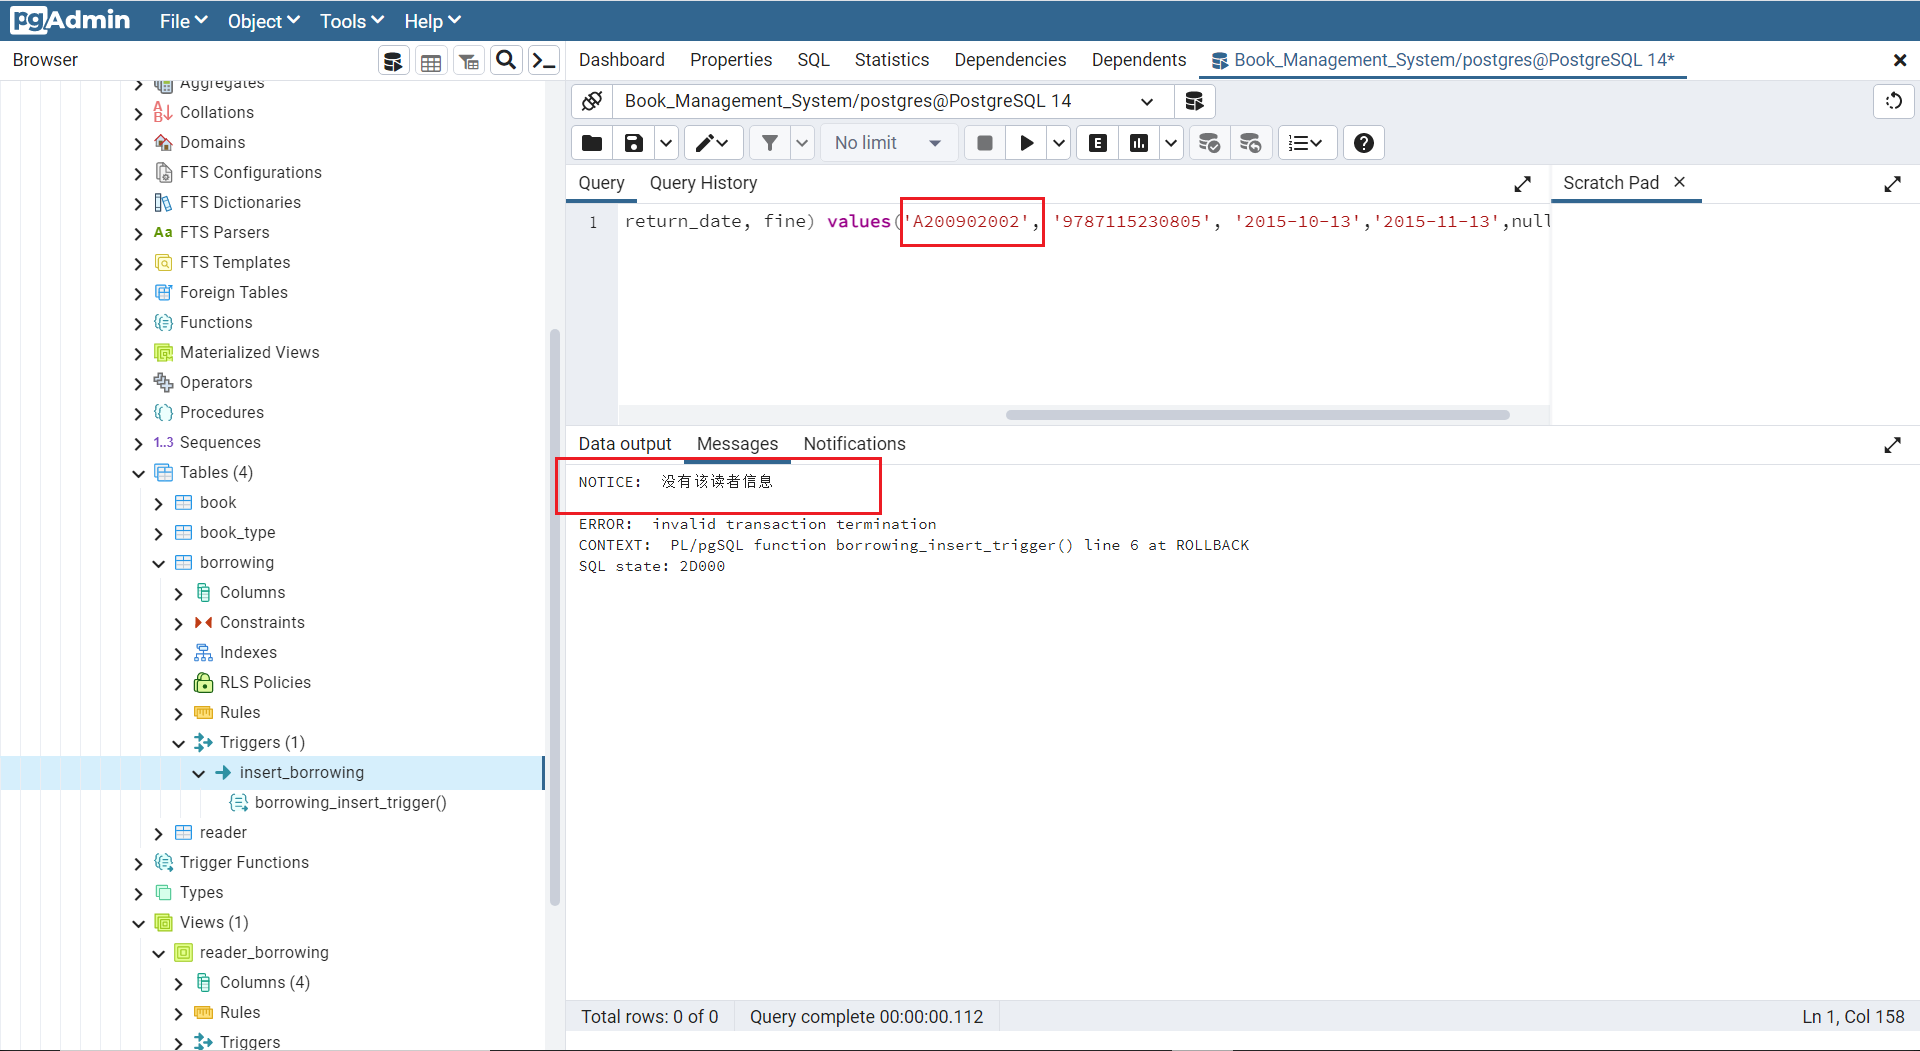 pgAdmin File Object Tools Help
Browser
Dashboard Properties SQL Statistics Dependencies Dependents Book_Management_System/postgres@PostgreSQL 14*
Aggregates
Collations
Domains
FTS Configurations
FTS Dictionaries
Aa FTS Parsers
FTS Templates
Foreign Tables
Functions
Materialized Views
Operators
Procedures
1..3 Sequences
Tables (4)
book
book_type
borrowing
Columns
Constraints
Indexes
RLS Policies
Rules
Triggers (1)
insert_borrowing
borrowing_insert_trigger()
reader
Trigger Functions
Types
Views (1)
reader_borrowing
Columns (4)
Rules
Triggers
Book_Management_System/postgres@PostgreSQL 14
No limit E
Query Query History
Scratch Pad
1 return_date, fine) values('A200902002', '9787115230805', '2015-10-13','2015-11-13',null
Data output Messages Notifications
NOTICE: 没有该读者信息
ERROR: invalid transaction termination
CONTEXT: PL/pgSQL function borrowing_insert_trigger() line 6 at ROLLBACK
SQL state: 2D000
Total rows: 0 of 0 Query complete 00:00:00.112 Ln 1, Col 158